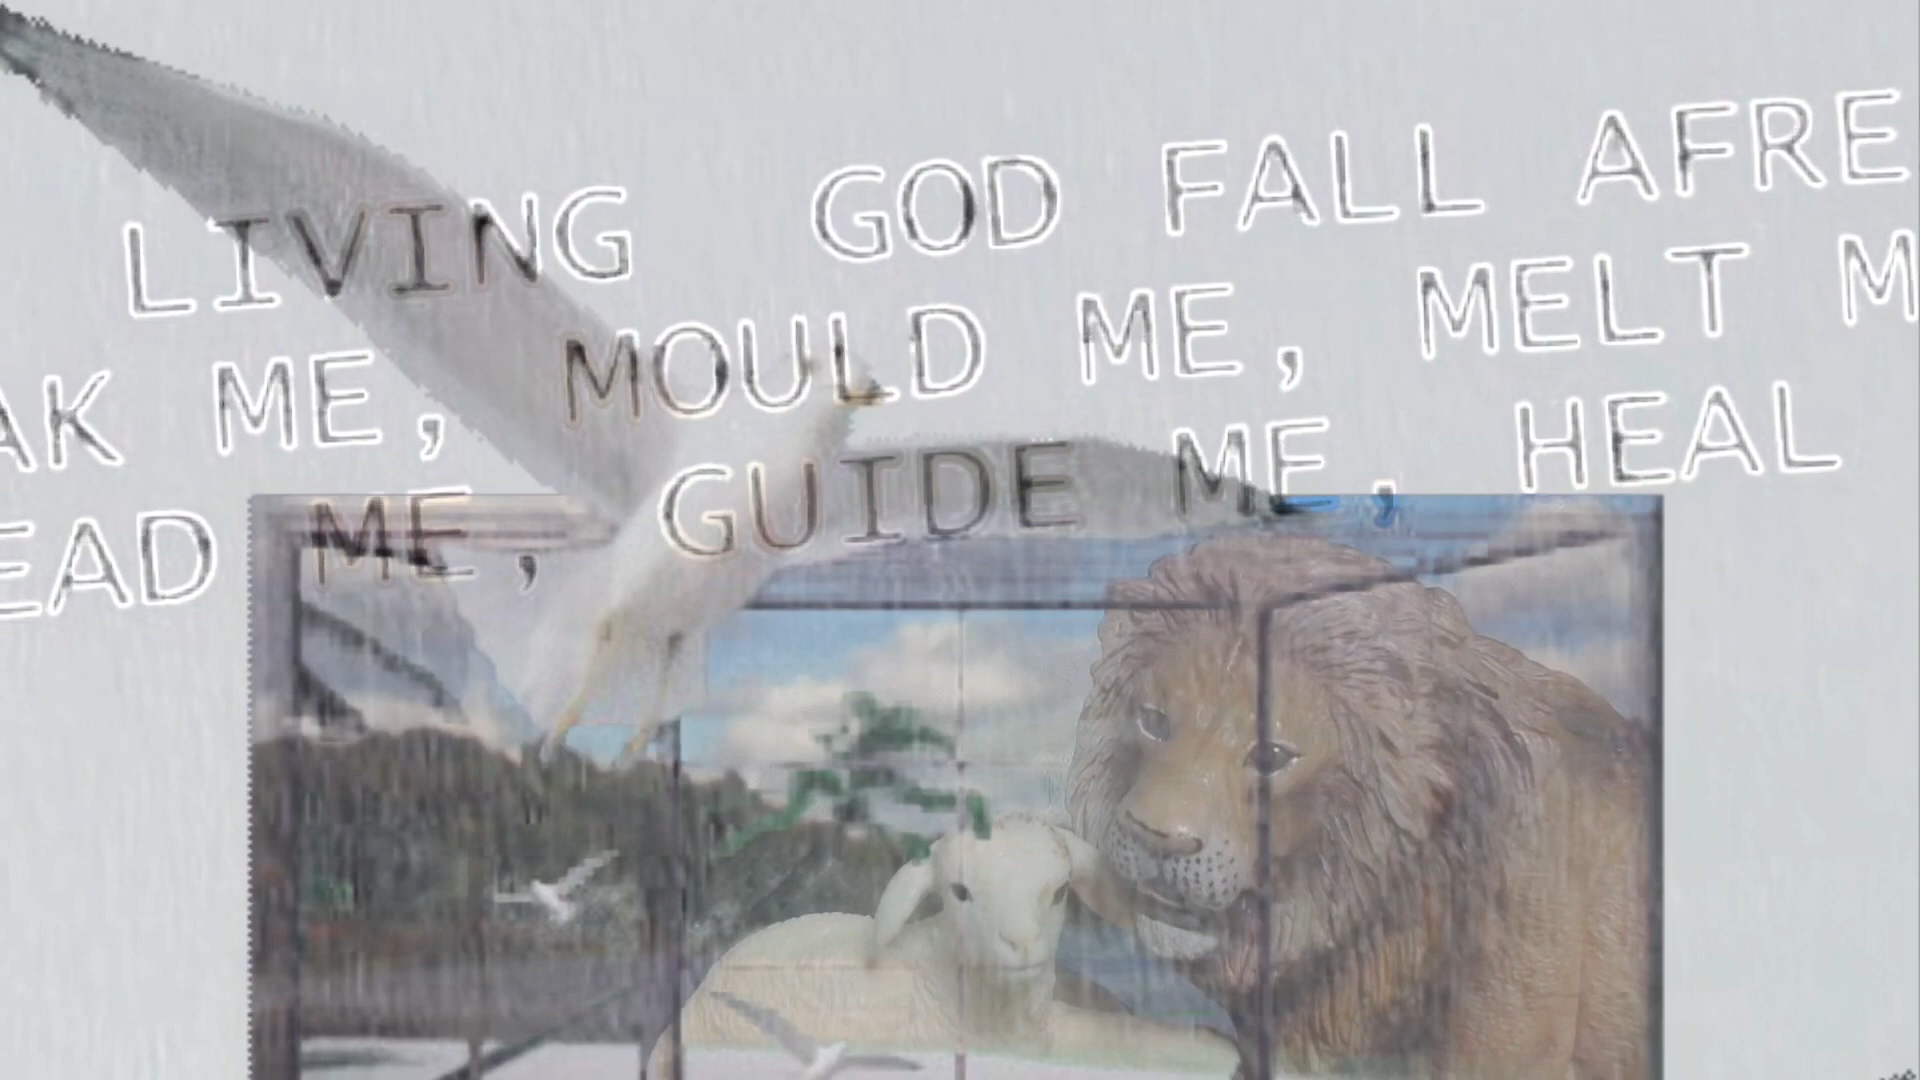 LIVING GOD FALL AFRE
AK ME, MOULD ME, MELT M
EAD ME, GUIDE ME, HEAL